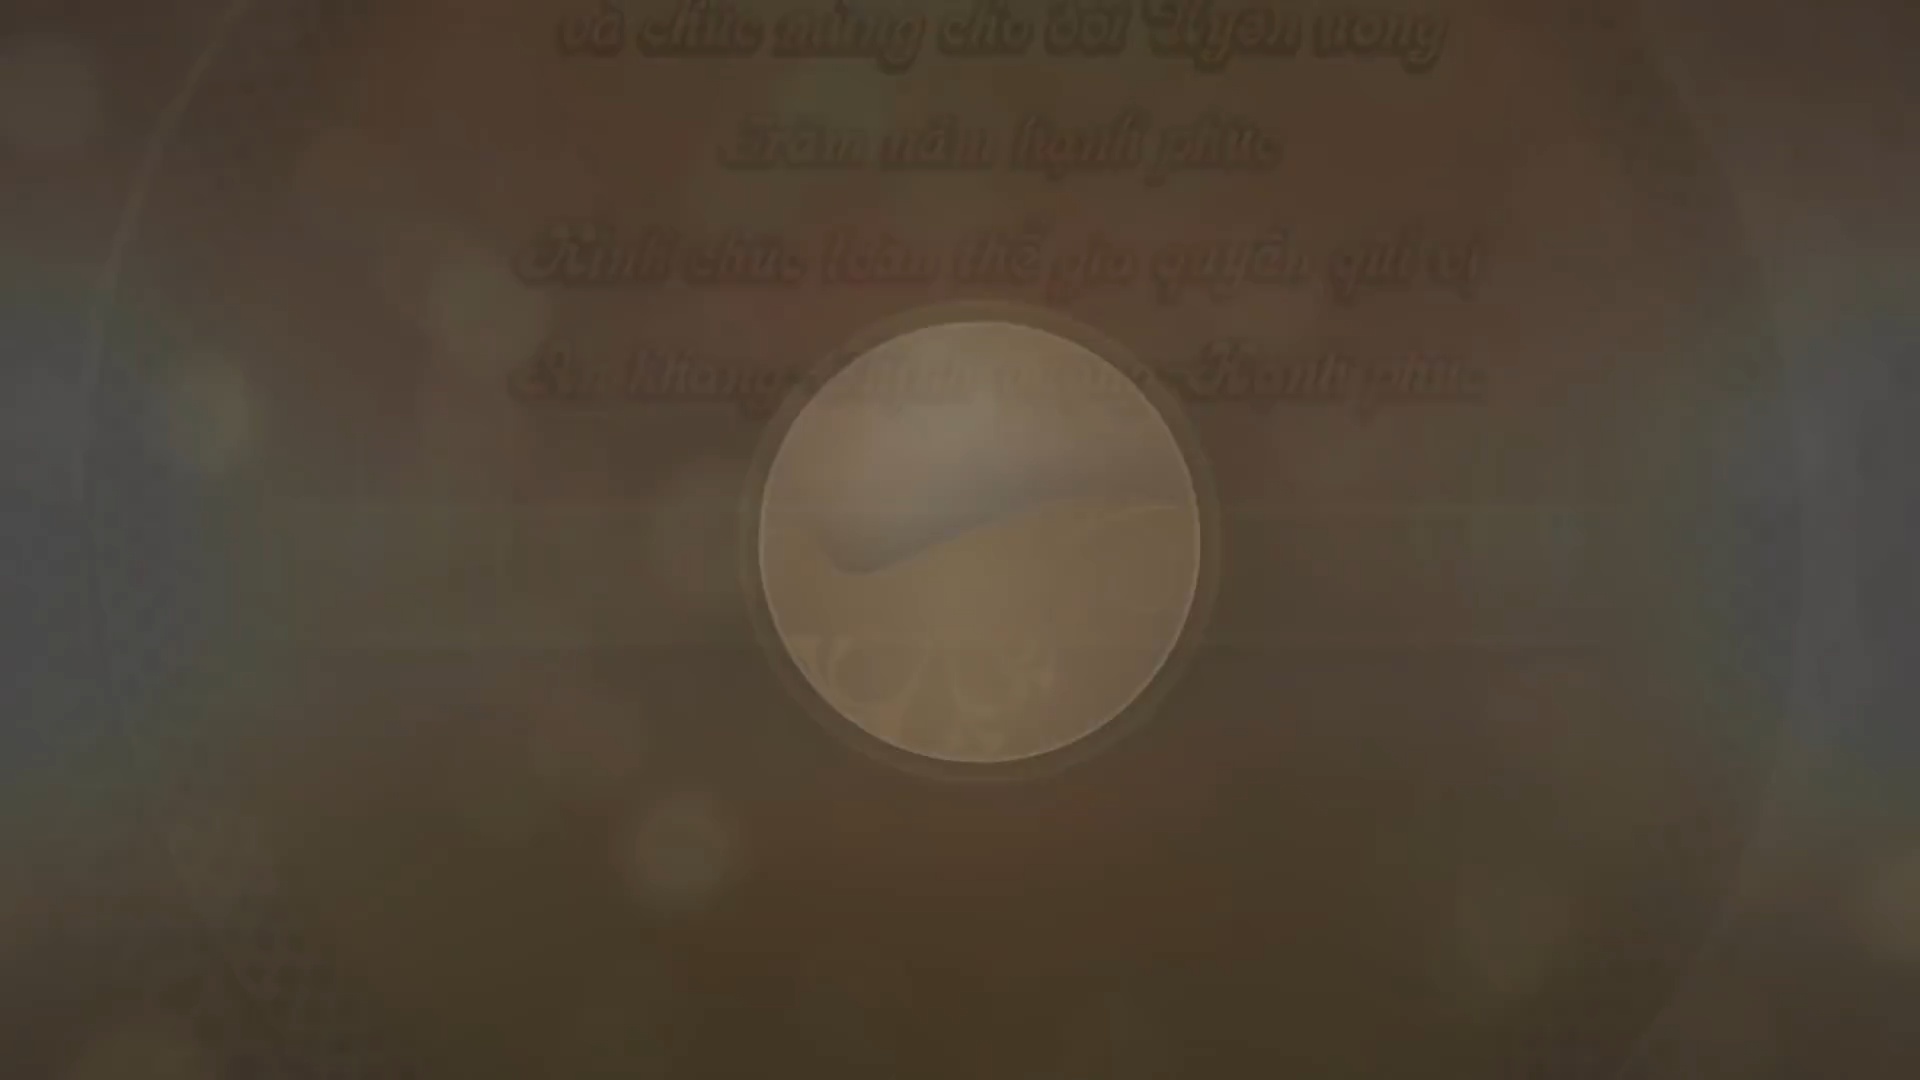 và chúc mừng cho đôi Uyên ương
Trăm năm hạnh phúc
Kính chúc toàn thể gia quyến quí vị
An khang - Hạnh phúc